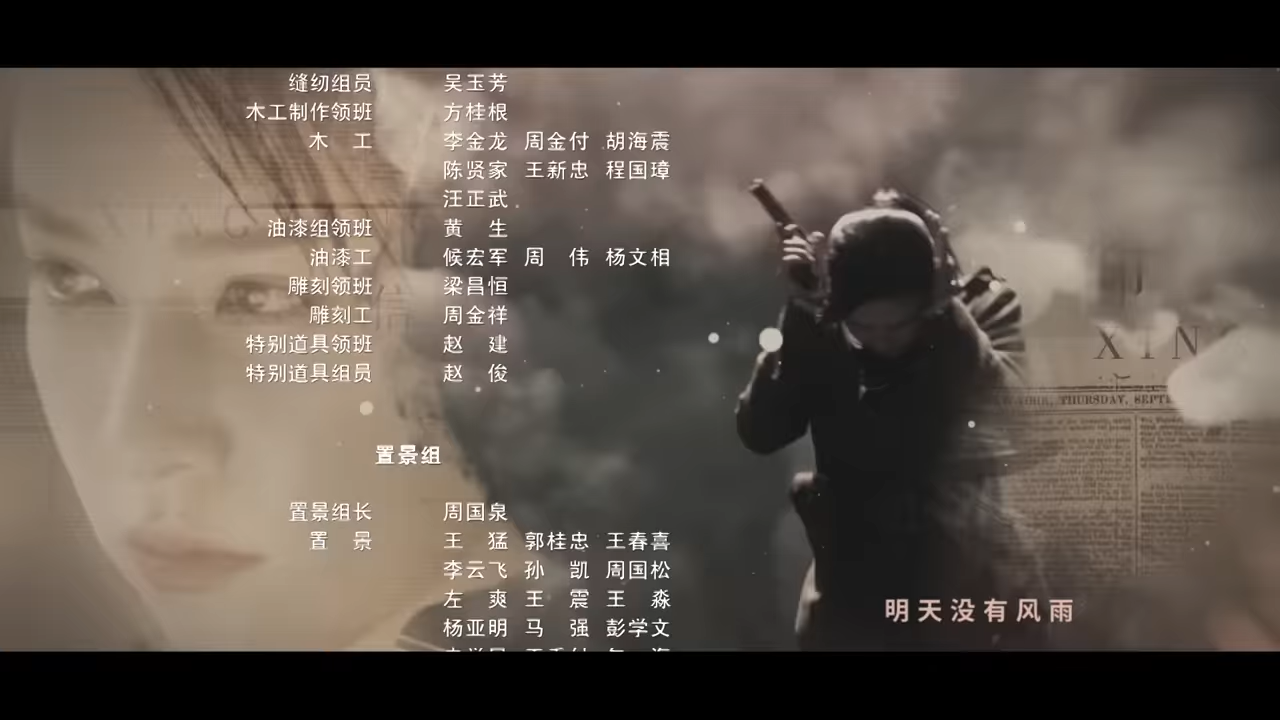 缝纫组员 吴玉芳
木工制作领班 方桂根
木 工 李金龙 周金付 胡海震
陈贤家 王新忠 程国璋
汪正武
油漆组领班 黄 生
油漆工 候宏军 周 伟 杨文相
雕刻领班 梁昌恒
雕刻工 周金祥
特别道具领班 赵 建
特别道具组员 赵 俊
置景组
置景组长 周国泉
置 景 王 猛 郭桂忠 王春喜
李云飞 孙 凯 周国松
左 爽 王 震 王 淼
杨亚明 马 强 彭学文
XIN
THURSDAY, SEPT
明天没有风雨